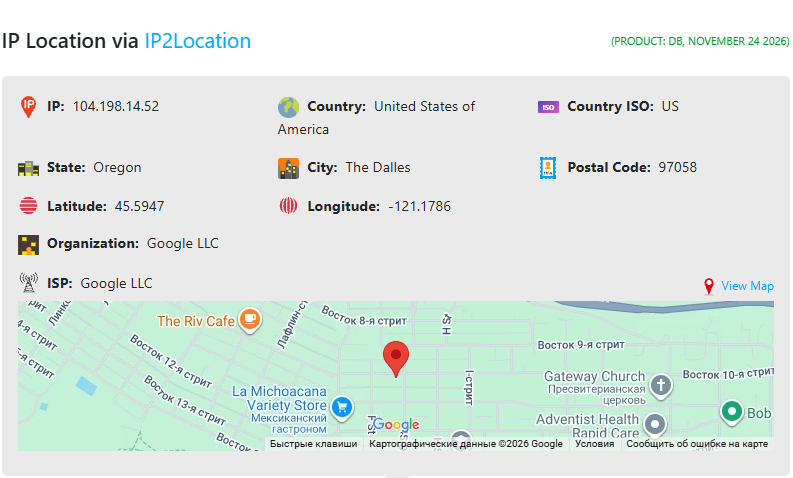 IP Location via IP2Location
(PRODUCT: DB, NOVEMBER 24 2026)
IP: 104.198.14.52
Country: United States of America
Country ISO: US
State: Oregon
City: The Dalles
Postal Code: 97058
Latitude: 45.5947
Longitude: -121.1786
Organization: Google LLC
ISP: Google LLC
View Map
The Riv Cafe
Восток 8-я стрит
Восток 9-я стрит
Восток 12-я стрит
Восток 13-я стрит
Восток 10-я стрит
I-стрит
La Michoacana
Variety Store
Мексиканский
гастроном
Gateway Church
Пресвитерианская
церковь
Adventist Health
Rapid Care
Bob
Google
Быстрые клавиши
Картографические данные ©2026 Google
Условия
Сообщить об ошибке на карте